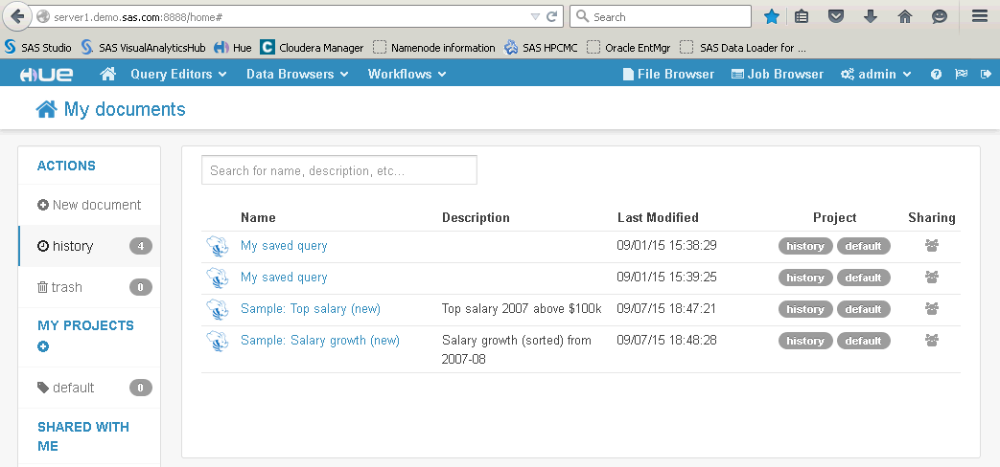 server1.demo.sas.com:8888/home#
Search
SAS Studio SAS VisualAnalyticsHub Hue Cloudera Manager Namenode information SAS HPCMC Oracle EntMgr SAS Data Loader for ...
HUE Query Editors Data Browsers Workflows File Browser Job Browser admin
My documents
ACTIONS
New document
history 4
trash 0
MY PROJECTS
default 0
SHARED WITH
ME
Search for name, description, etc...
Name Description Last Modified Project Sharing
My saved query 09/01/15 15:38:29 history default
My saved query 09/01/15 15:39:25 history default
Sample: Top salary (new) Top salary 2007 above $100k 09/07/15 18:47:21 history default
Sample: Salary growth (new) Salary growth (sorted) from 09/07/15 18:48:28 history default
2007-08